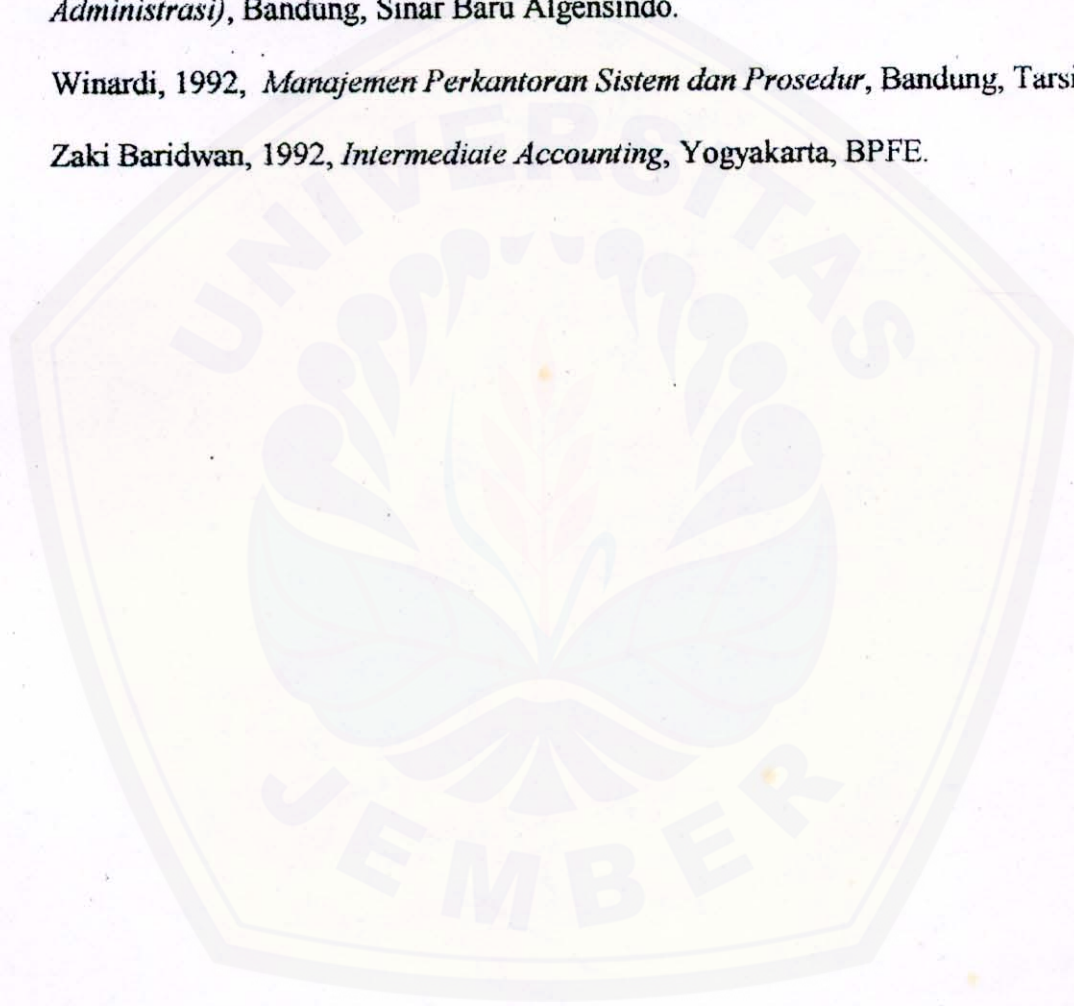 Administrasi), Bandung, Sinar Baru Algensindo.
Winardi, 1992, Manajemen Perkantoran Sistem dan Prosedur, Bandung, Tarsi
Zaki Baridwan, 1992, Intermediate Accounting, Yogyakarta, BPFE.
UNIVERSITAS
JEMBER